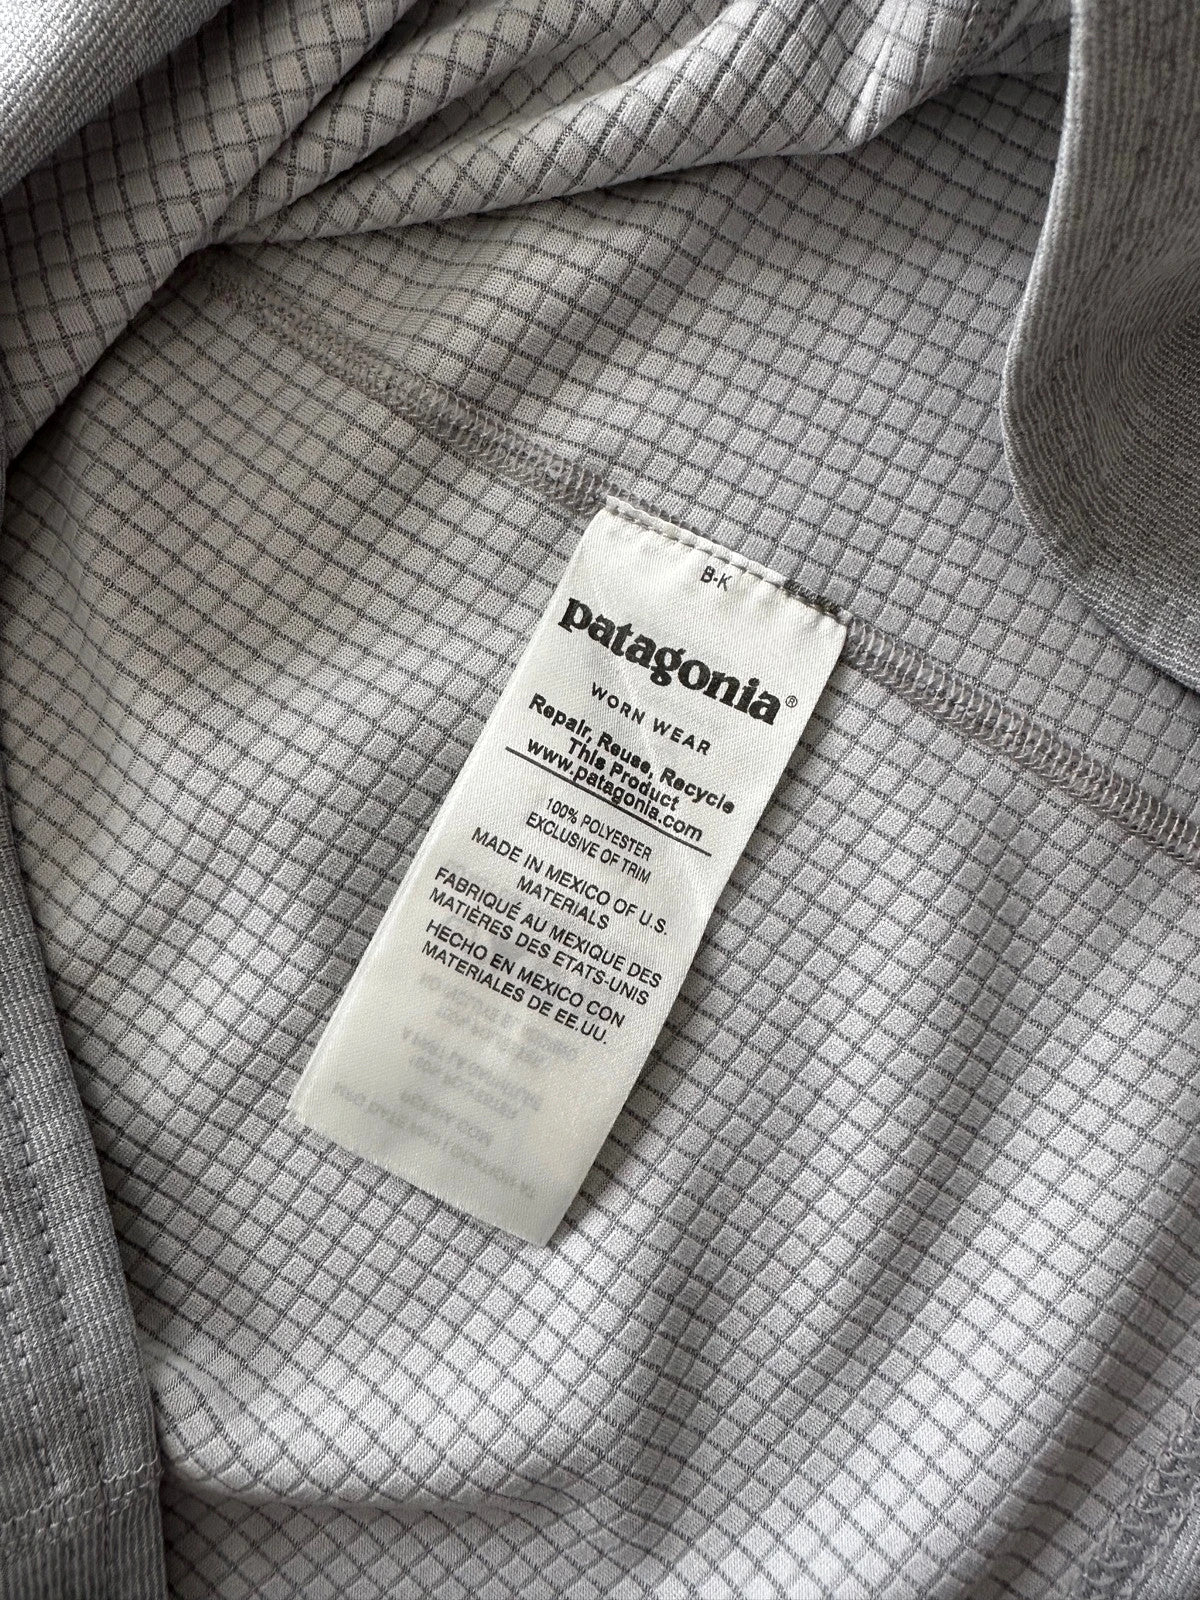 B-K
patagonia®
WORN WEAR
Repair, Reuse, Recycle
This Product
www.patagonia.com
100% POLYESTER
EXCLUSIVE OF TRIM
MADE IN MEXICO OF U.S.
MATERIALS
FABRIQUÉ AU MEXIQUE DES
MATIÈRES DES ETATS-UNIS
HECHO EN MEXICO CON
MATERIALES DE EE.UU.